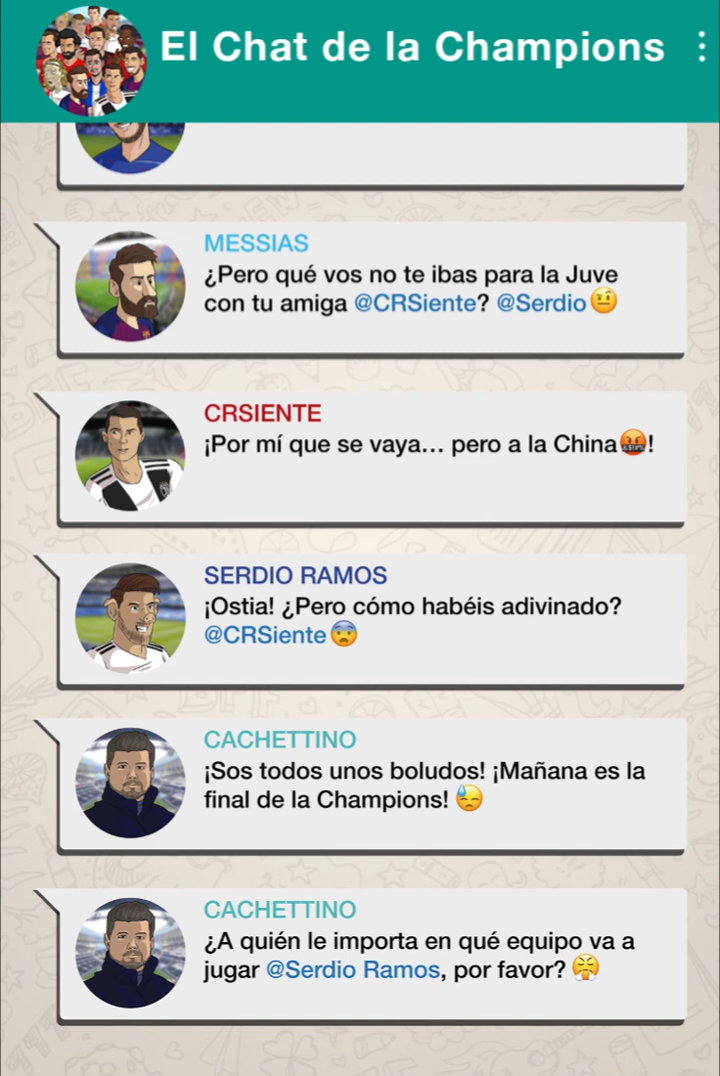 El Chat de la Champions
MESSIAS
¿Pero qué vos no te ibas para la Juve
con tu amiga @CRSiente? @Serdio
CRSIENTE
¡Por mí que se vaya... pero a la China!
SERDIO RAMOS
¡Ostia! ¿Pero cómo habéis adivinado?
@CRSiente
CACHETTINO
¡Sos todos unos boludos! ¡Mañana es la
final de la Champions!
CACHETTINO
¿A quién le importa en qué equipo va a
jugar @Serdio Ramos, por favor?